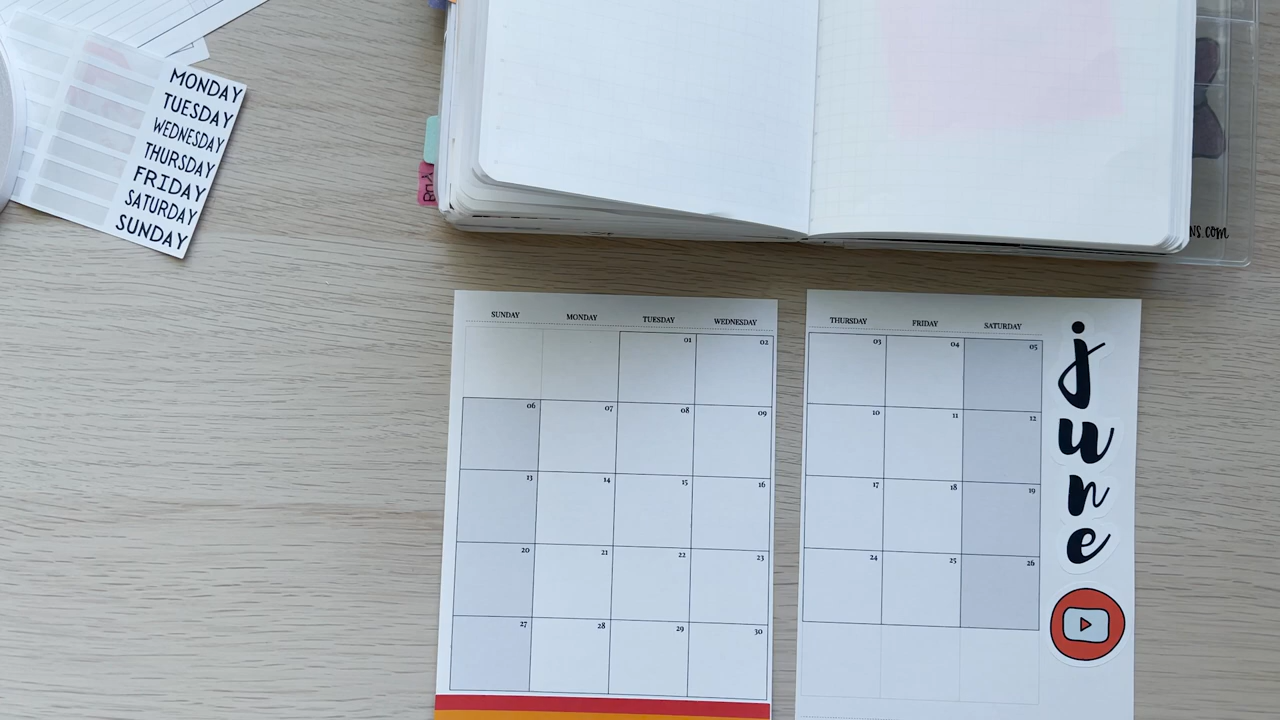 MONDAY
TUESDAY
WEDNESDAY
THURSDAY
FRIDAY
SATURDAY
SUNDAY
SUNDAY MONDAY TUESDAY WEDNESDAY
01 02
06 07 08 09
13 14 15 16
20 21 22 23
27 28 29 30
THURSDAY FRIDAY SATURDAY
03 04 05
10 11 12
17 18 19
24 25 26
june